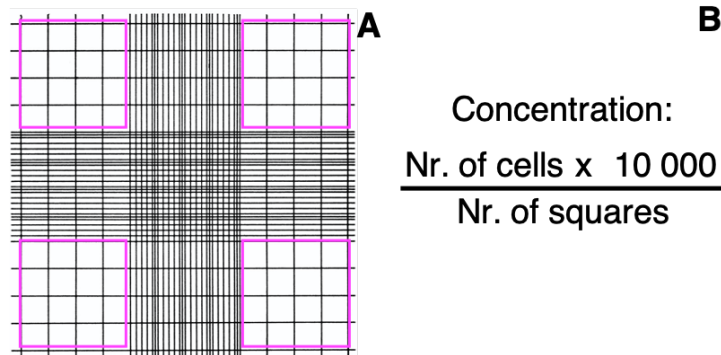 A
B
Concentration:
Nr. of cells x 10 000
Nr. of squares